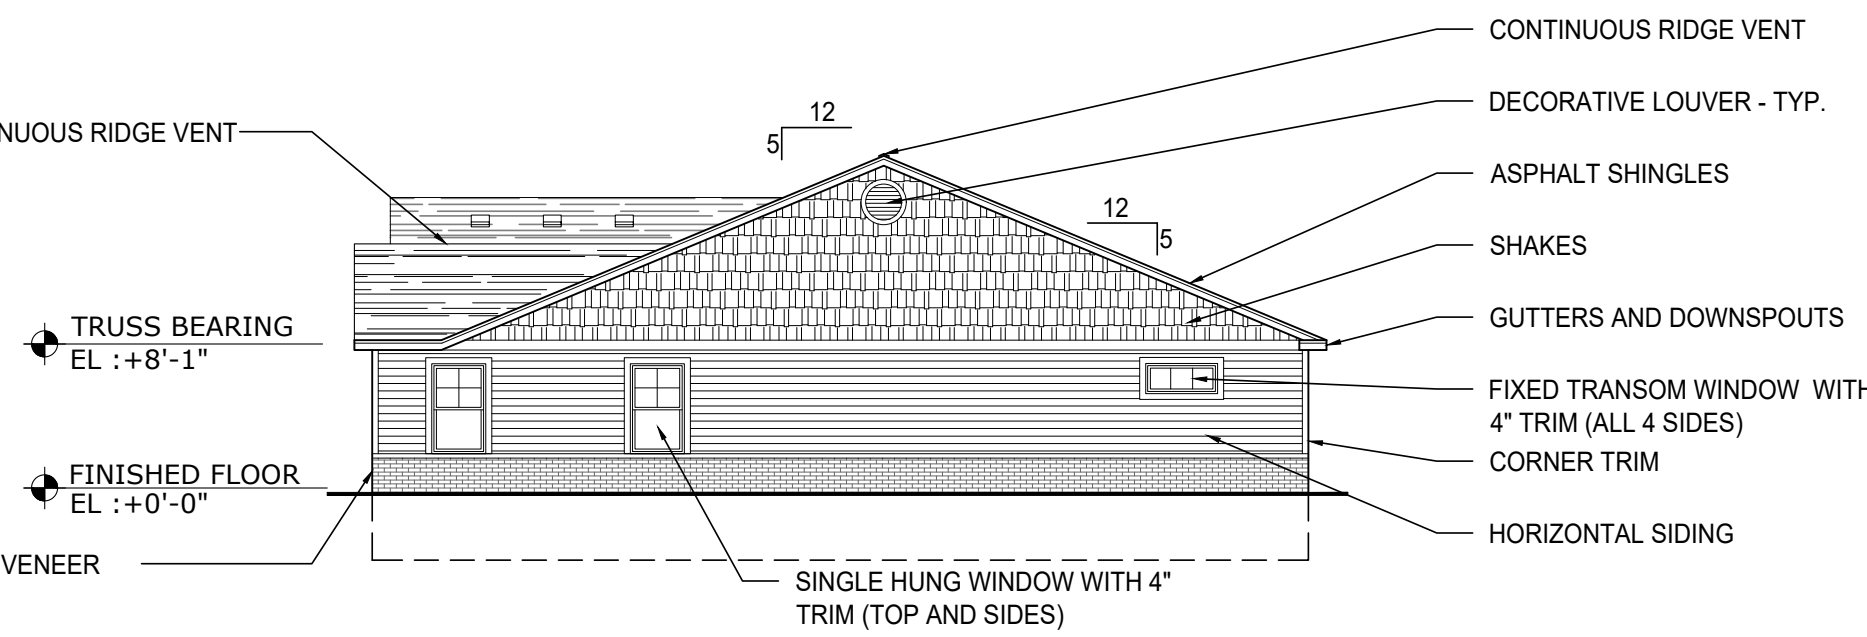 CONTINUOUS RIDGE VENT
DECORATIVE LOUVER - TYP.
12
5
NUOUS RIDGE VENT
ASPHALT SHINGLES
12
5
SHAKES
GUTTERS AND DOWNSPOUTS
TRUSS BEARING
EL :+8'-1"
FIXED TRANSOM WINDOW WITH
4" TRIM (ALL 4 SIDES)
CORNER TRIM
FINISHED FLOOR
EL :+0'-0"
HORIZONTAL SIDING
VENEER
SINGLE HUNG WINDOW WITH 4"
TRIM (TOP AND SIDES)